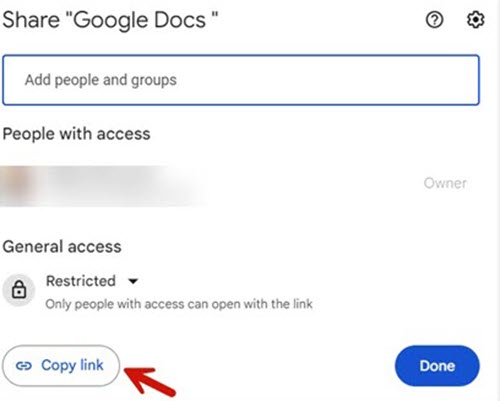 Share "Google Docs "
Add people and groups
People with access
Owner
General access
Restricted
Only people with access can open with the link
Copy link
Done